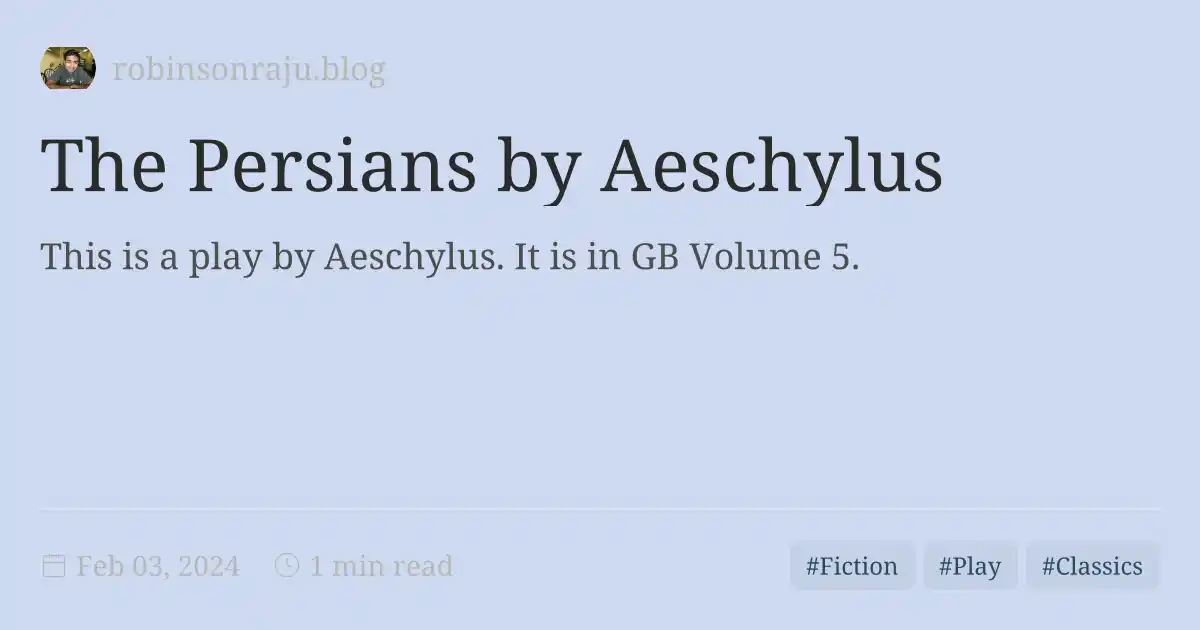 robinsonraju.blog
The Persians by Aeschylus
This is a play by Aeschylus. It is in GB Volume 5.
Feb 03, 2024 1 min read #Fiction #Play #Classics